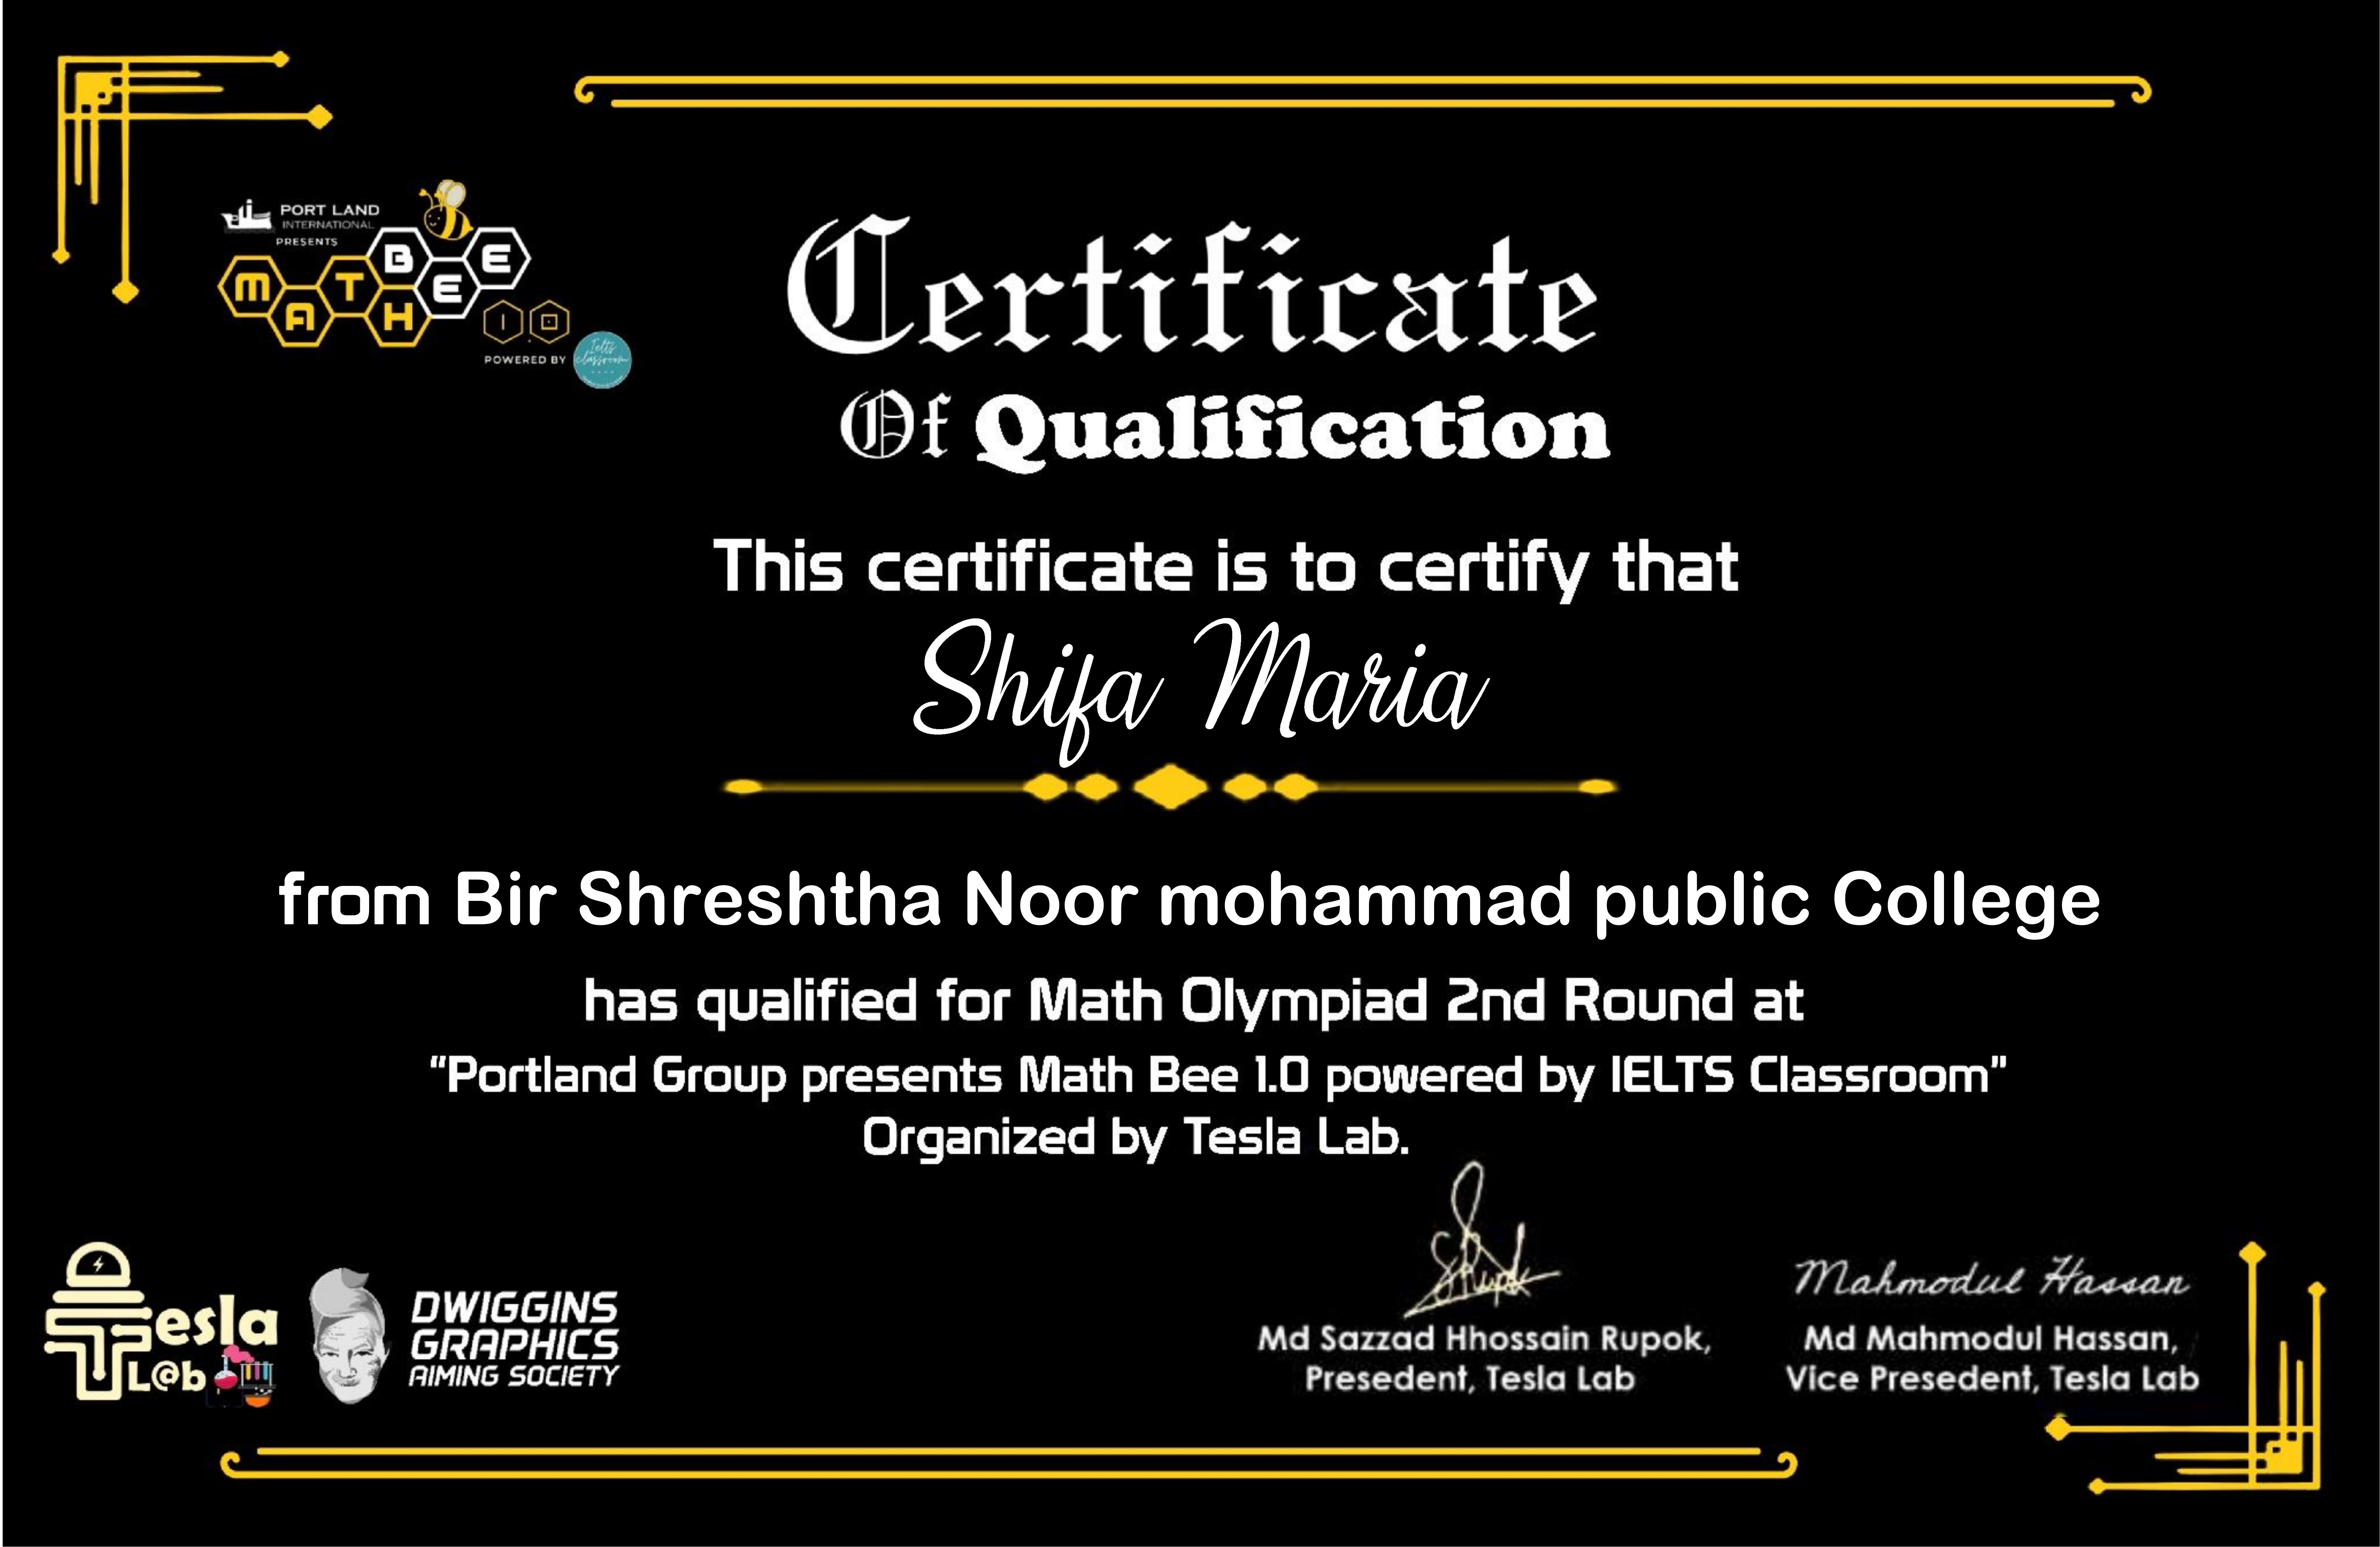 PORT LAND
INTERNATIONAL
PRESENTS
MATH BEE
1.0
POWERED BY
Ielts
classroom
Certificate
Of Qualification
This certificate is to certify that
Shifa Maria
from Bir Shreshtha Noor mohammad public College
has qualified for Math Olympiad 2nd Round at
“Portland Group presents Math Bee 1.0 powered by IELTS Classroom”
Organized by Tesla Lab.
Tesla
L@b
DWIGGINS
GRAPHICS
AIMING SOCIETY
Md Sazzad Hhossain Rupok,
Presedent, Tesla Lab
Mahmodul Hassan
Md Mahmodul Hassan,
Vice Presedent, Tesla Lab